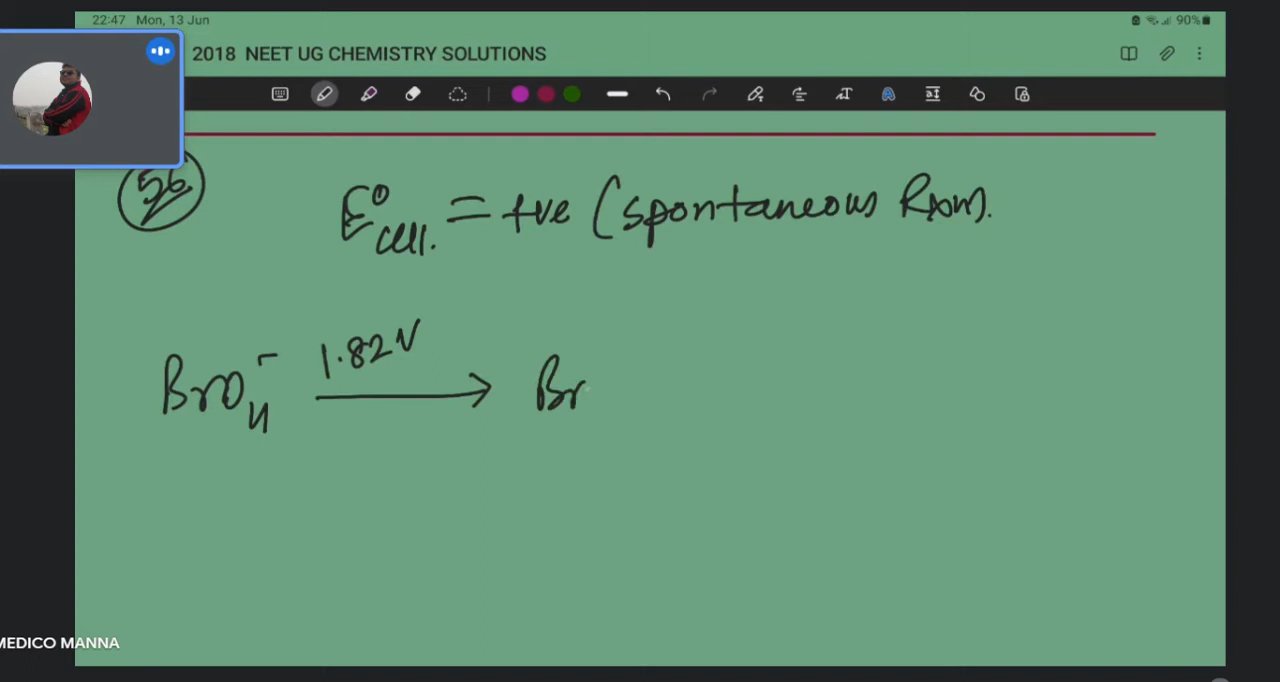 22:47 Mon, 13 Jun
90%
2018 NEET UG CHEMISTRY SOLUTIONS
56
E°cell. = +ve (spontaneous Rxn).
BrO4⁻ 1.82V → Br
MEDICO MANNA